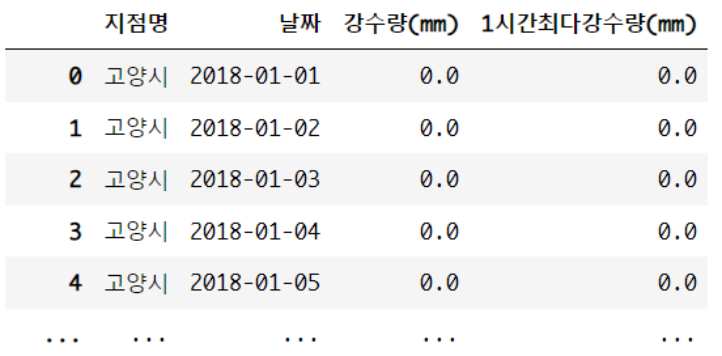 지점명 날짜 강수량(mm) 1시간최다강수량(mm)
0 고양시 2018-01-01 0.0 0.0
1 고양시 2018-01-02 0.0 0.0
2 고양시 2018-01-03 0.0 0.0
3 고양시 2018-01-04 0.0 0.0
4 고양시 2018-01-05 0.0 0.0
... ... ... ... ...